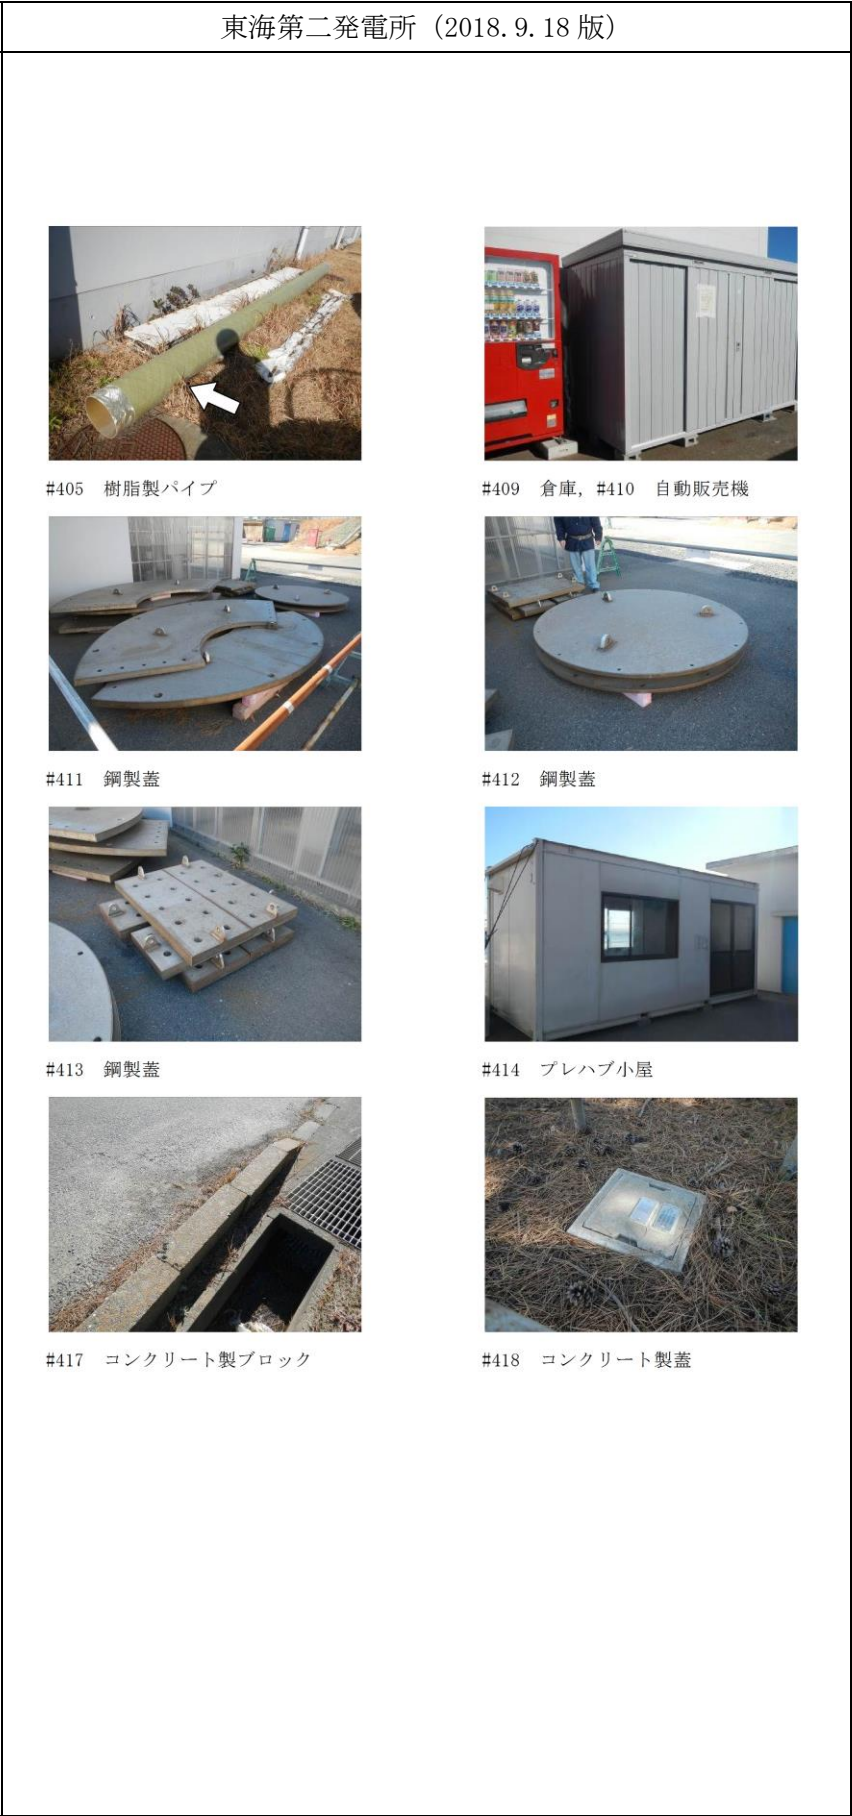 東海第二発電所（2018.9.18版）
#405　樹脂製パイプ
#409　倉庫，#410　自動販売機
#411　鋼製蓋
#412　鋼製蓋
#413　鋼製蓋
#414　プレハブ小屋
#417　コンクリート製ブロック
#418　コンクリート製蓋